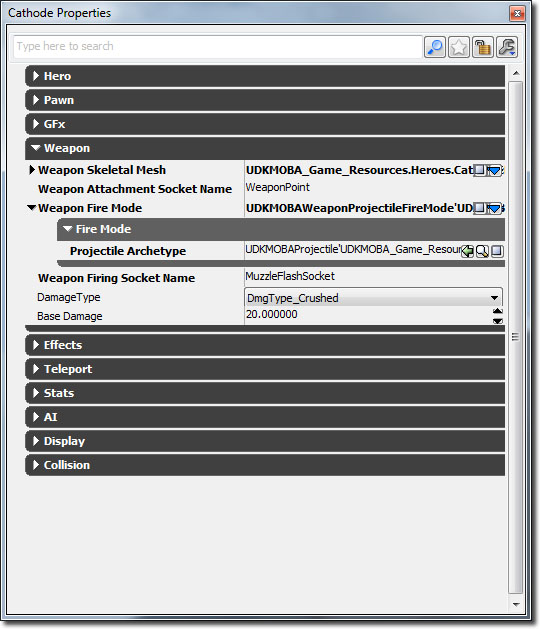 Cathode Properties
Type here to search
Hero
Pawn
GFx
Weapon
Weapon Skeletal Mesh UDKMOBA_Game_Resources.Heroes.Cat
Weapon Attachment Socket Name WeaponPoint
Weapon Fire Mode UDKMOBAWeaponProjectileFireMode'UD
Fire Mode
Projectile Archetype UDKMOBAProjectile'UDKMOBA_Game_Resour
Weapon Firing Socket Name MuzzleFlashSocket
DamageType DmgType_Crushed
Base Damage 20.000000
Effects
Teleport
Stats
AI
Display
Collision